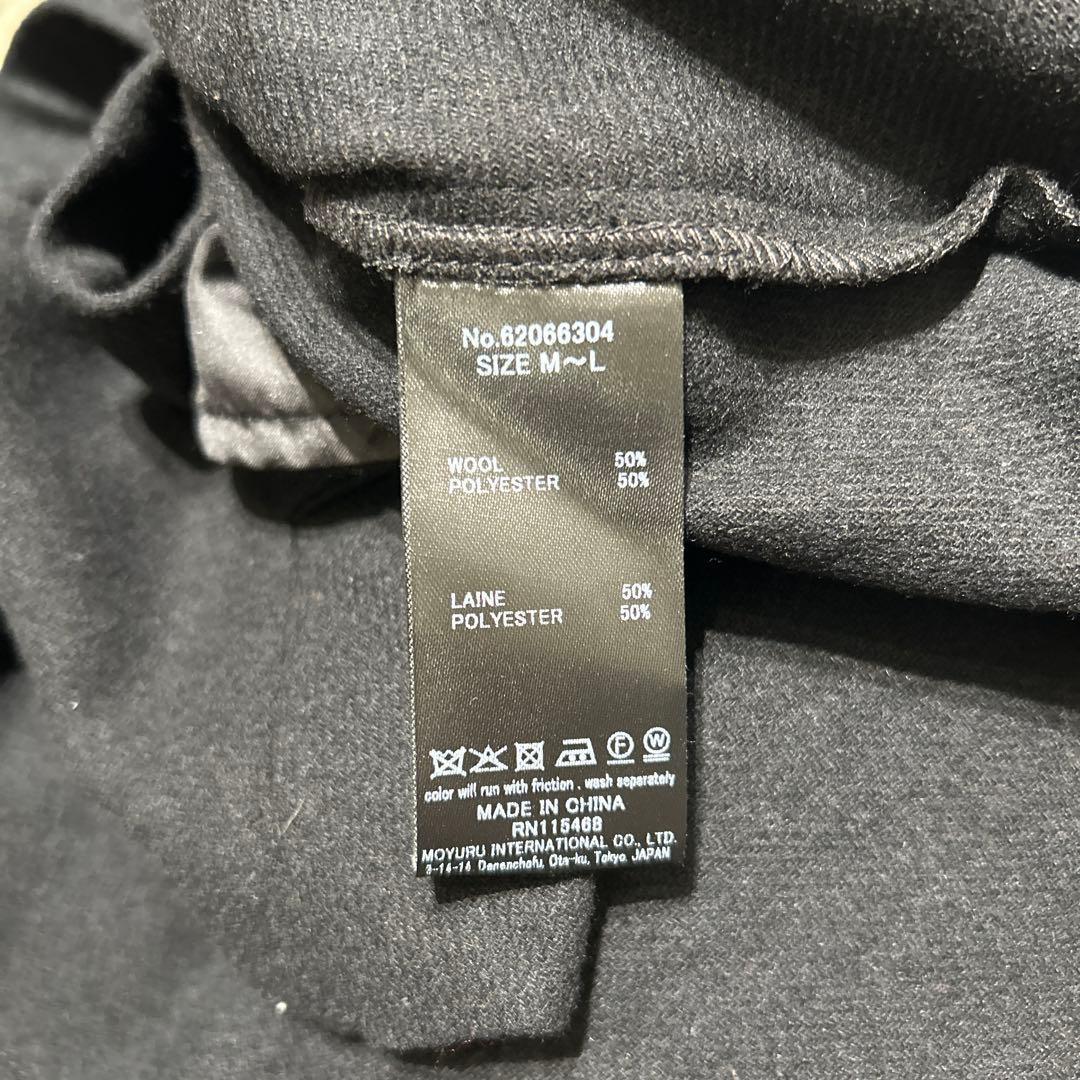 No.62066304
SIZE M～L
WOOL 50%
POLYESTER 50%
LAINE 50%
POLYESTER 50%
F W
color will run with friction . wash separately
MADE IN CHINA
RN115468
MOYURU INTERNATIONAL CO., LTD.
3-14-14, Denenchofu, Ota-ku, Tokyo, JAPAN